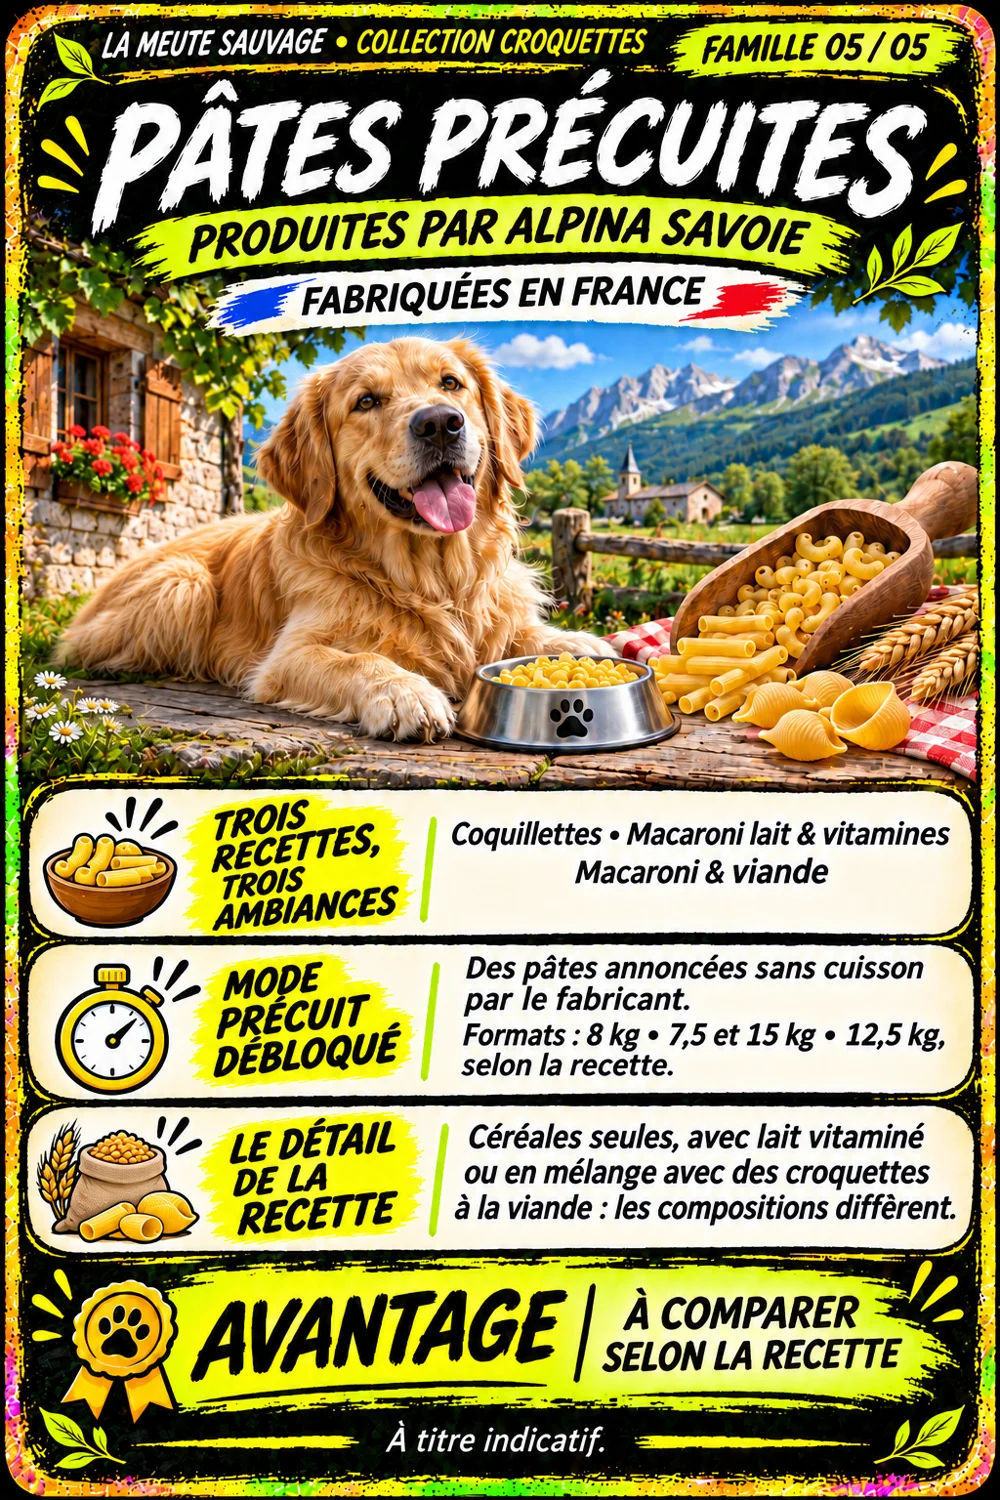 LA MEUTE SAUVAGE • COLLECTION CROQUETTES
FAMILLE 05 / 05
PÂTES PRÉCUITES
PRODUITES PAR ALPINA SAVOIE
FABRIQUÉES EN FRANCE
TROIS
RECETTES,
TROIS
AMBIANCES
Coquillettes • Macaroni lait & vitamines
Macaroni & viande
MODE
PRÉCUIT
DÉBLOQUÉ
Des pâtes annoncées sans cuisson
par le fabricant.
Formats : 8 kg • 7,5 et 15 kg • 12,5 kg,
selon la recette.
LE DÉTAIL
DE LA
RECETTE
Céréales seules, avec lait vitaminé
ou en mélange avec des croquettes
à la viande : les compositions diffèrent.
AVANTAGE
À COMPARER
SELON LA RECETTE
À titre indicatif.